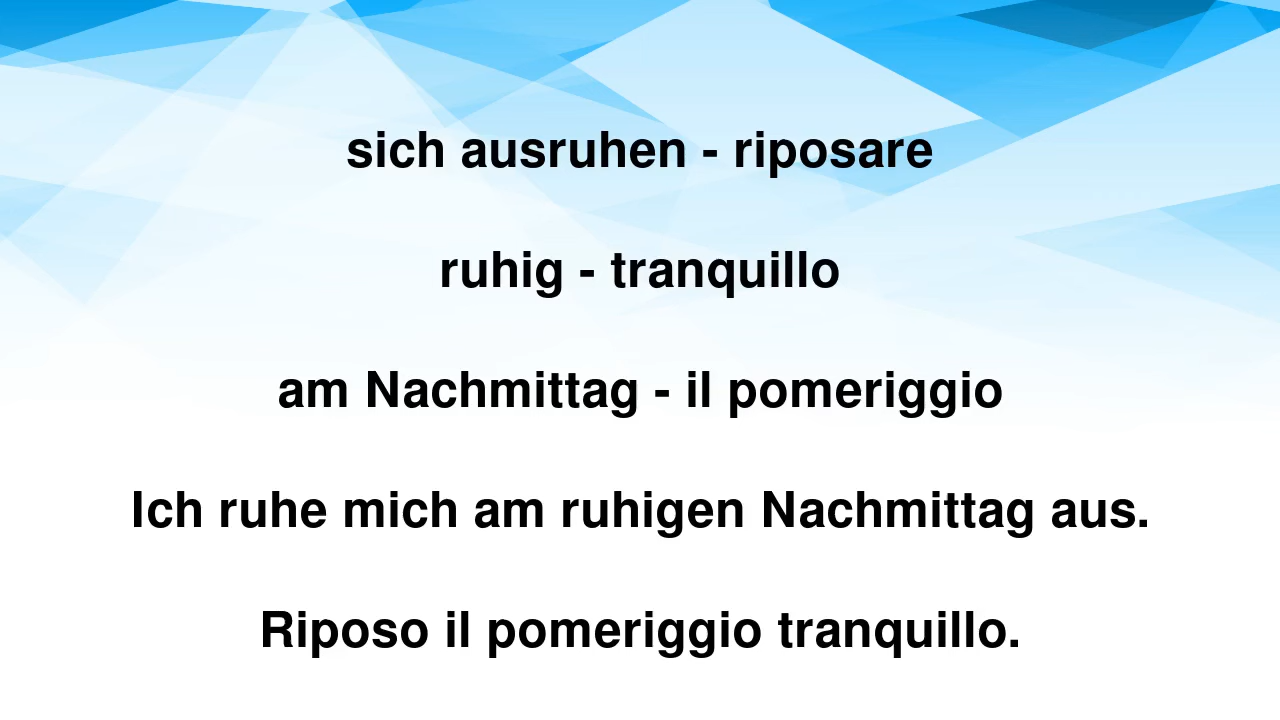 sich ausruhen - riposare
ruhig - tranquillo
am Nachmittag - il pomeriggio
Ich ruhe mich am ruhigen Nachmittag aus.
Riposo il pomeriggio tranquillo.